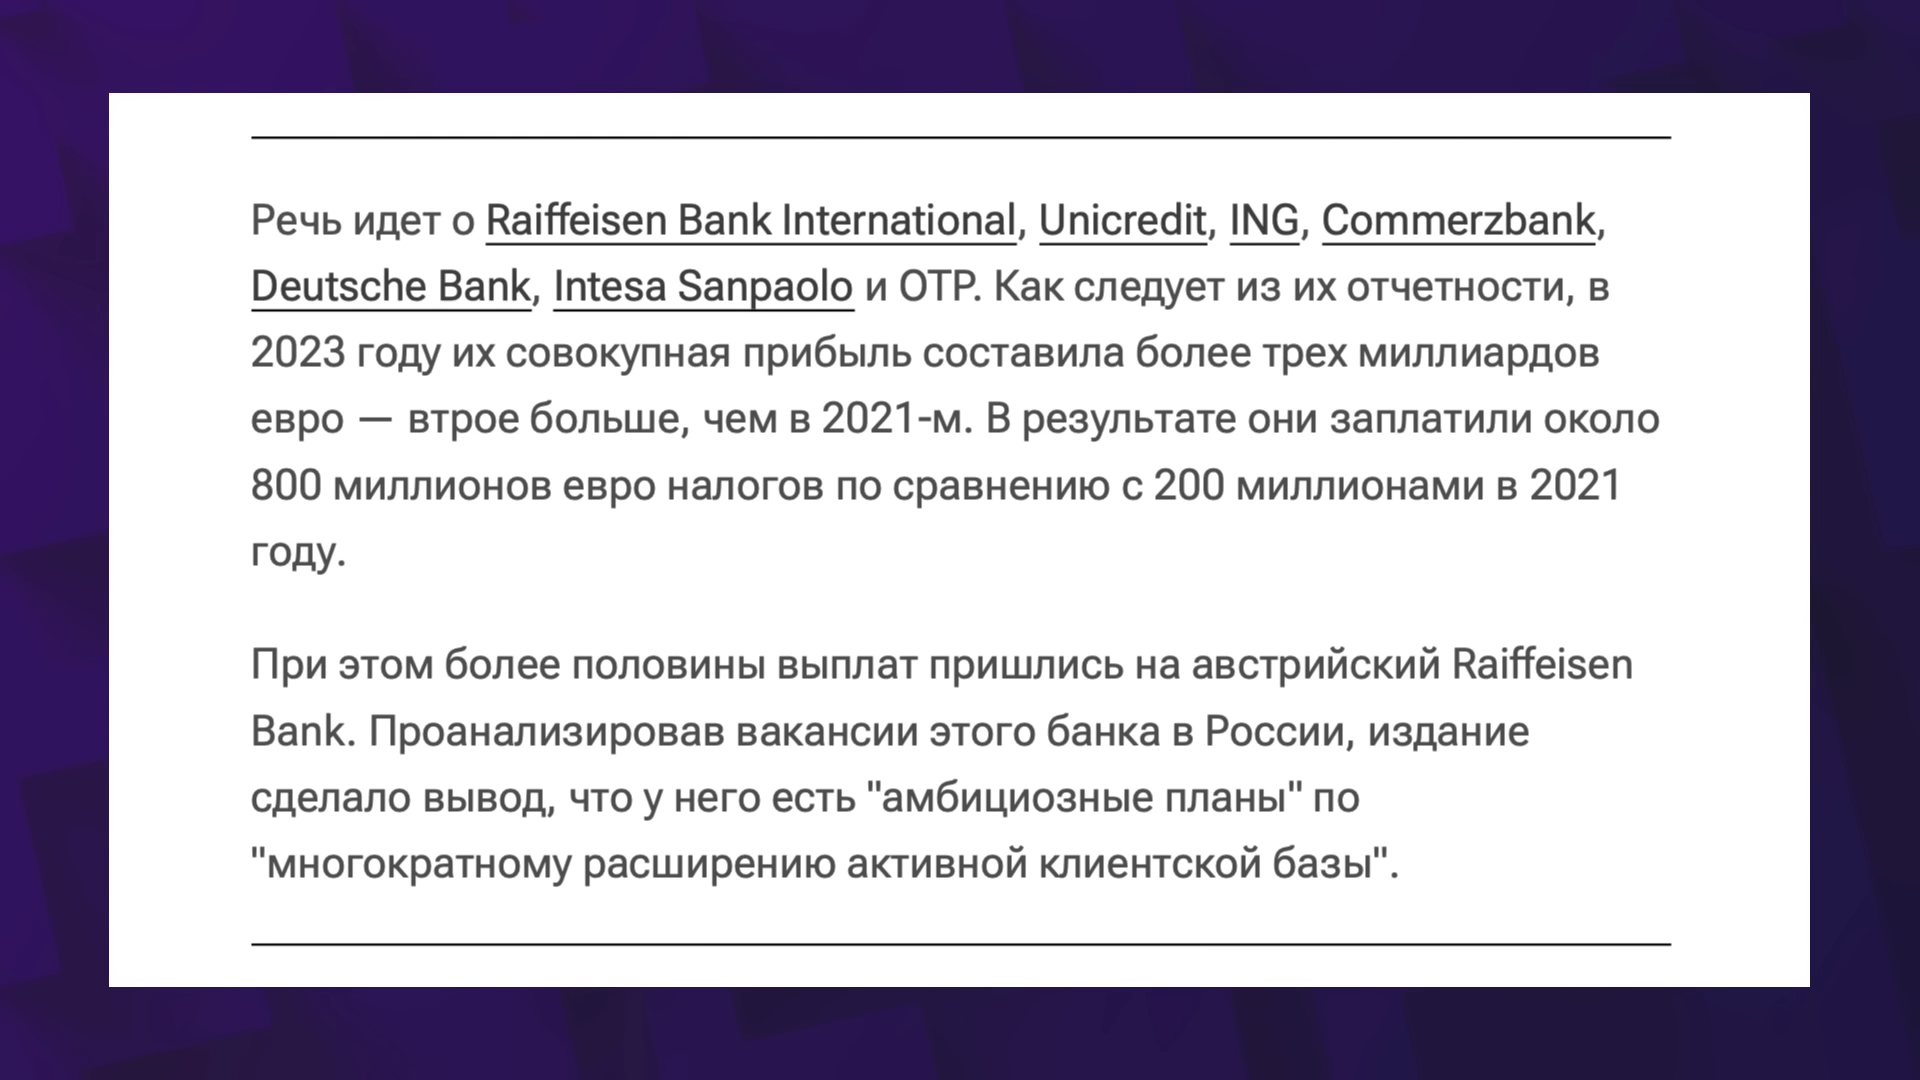 Речь идет о Raiffeisen Bank International, Unicredit, ING, Commerzbank,
Deutsche Bank, Intesa Sanpaolo и OTP. Как следует из их отчетности, в
2023 году их совокупная прибыль составила более трех миллиардов
евро — втрое больше, чем в 2021-м. В результате они заплатили около
800 миллионов евро налогов по сравнению с 200 миллионами в 2021
году.
При этом более половины выплат пришлись на австрийский Raiffeisen
Bank. Проанализировав вакансии этого банка в России, издание
сделало вывод, что у него есть "амбициозные планы" по
"многократному расширению активной клиентской базы".